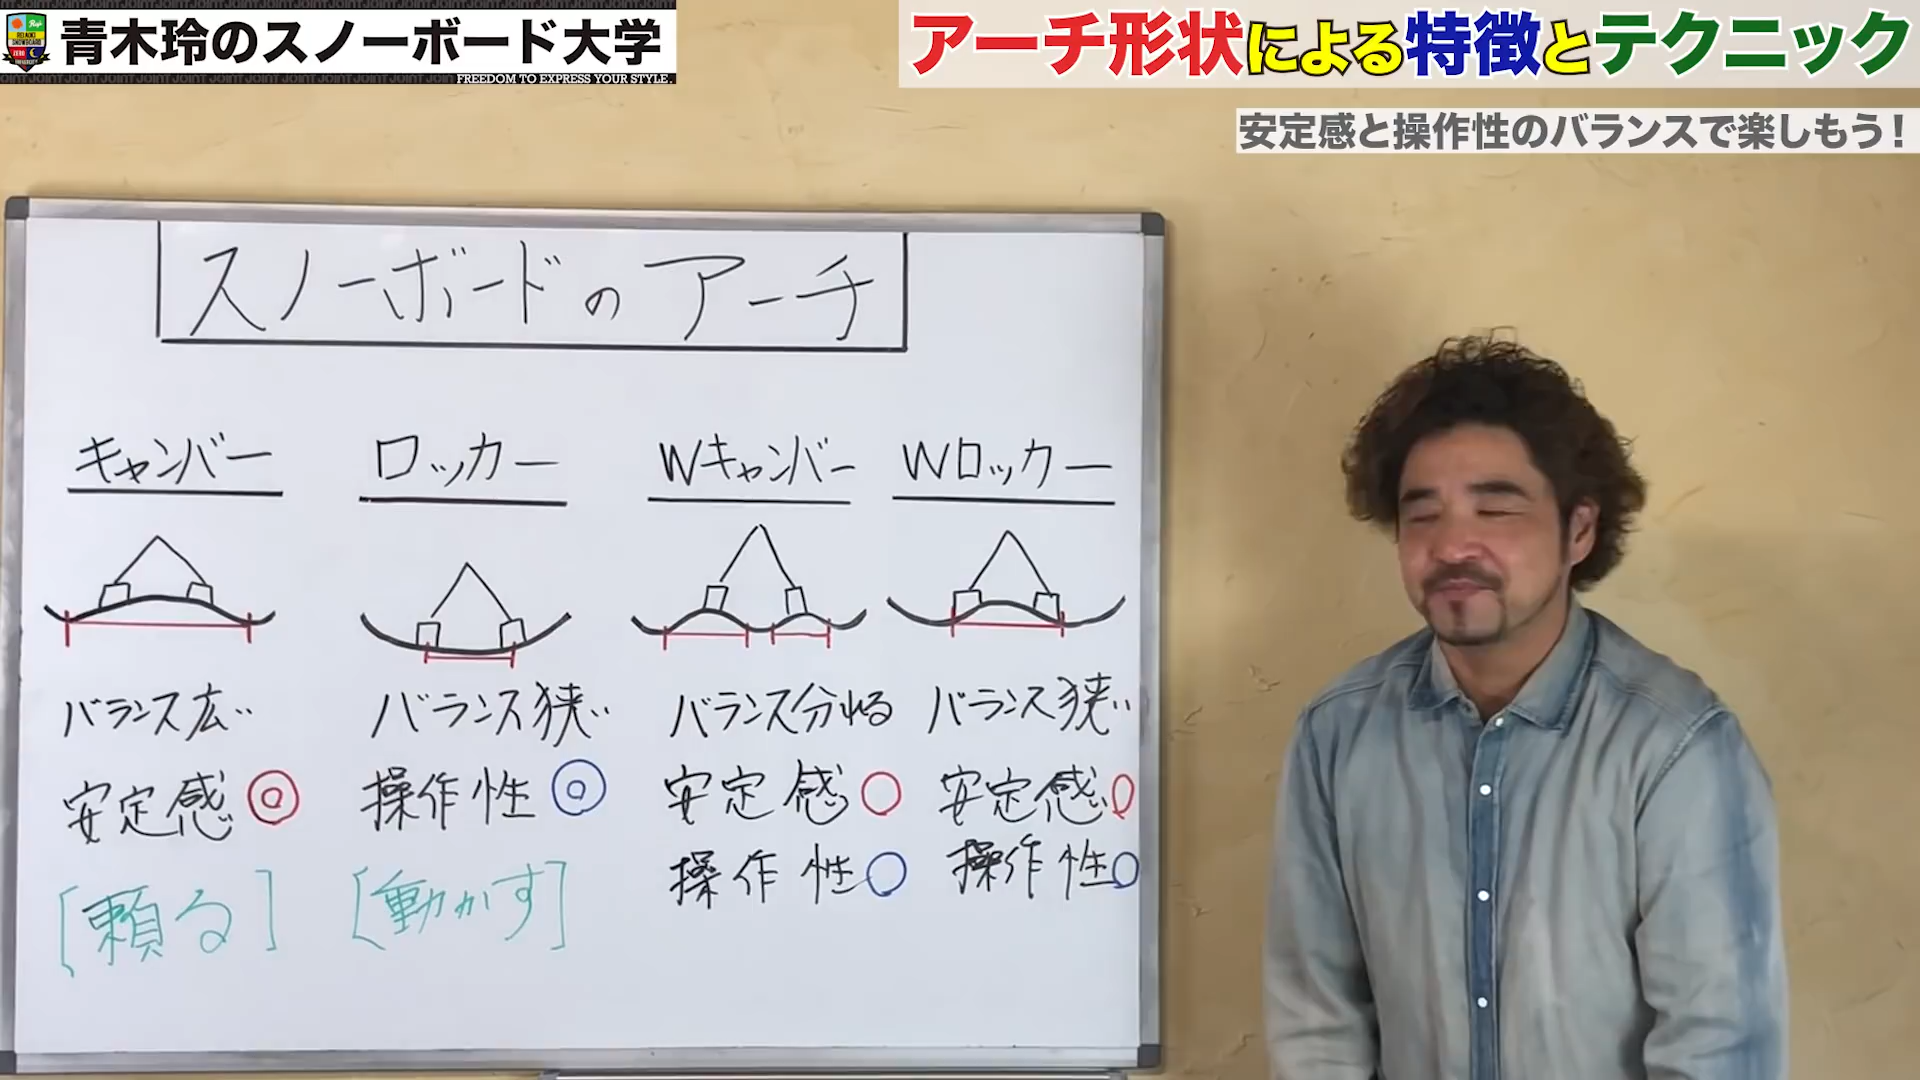 青木玲のスノーボード大学
FREEDOM TO EXPRESS YOUR STYLE.
アーチ形状による特徴とテクニック
安定感と操作性のバランスで楽しもう!
スノーボードのアーチ
キャンバー
ロッカー
Wキャンバー
Wロッカー
バランス広い
バランス狭い
バランス分れる
バランス狭い
安定感◎
操作性◎
安定感○
安定感○
操作性○
操作性○
[頼る]
[動かす]